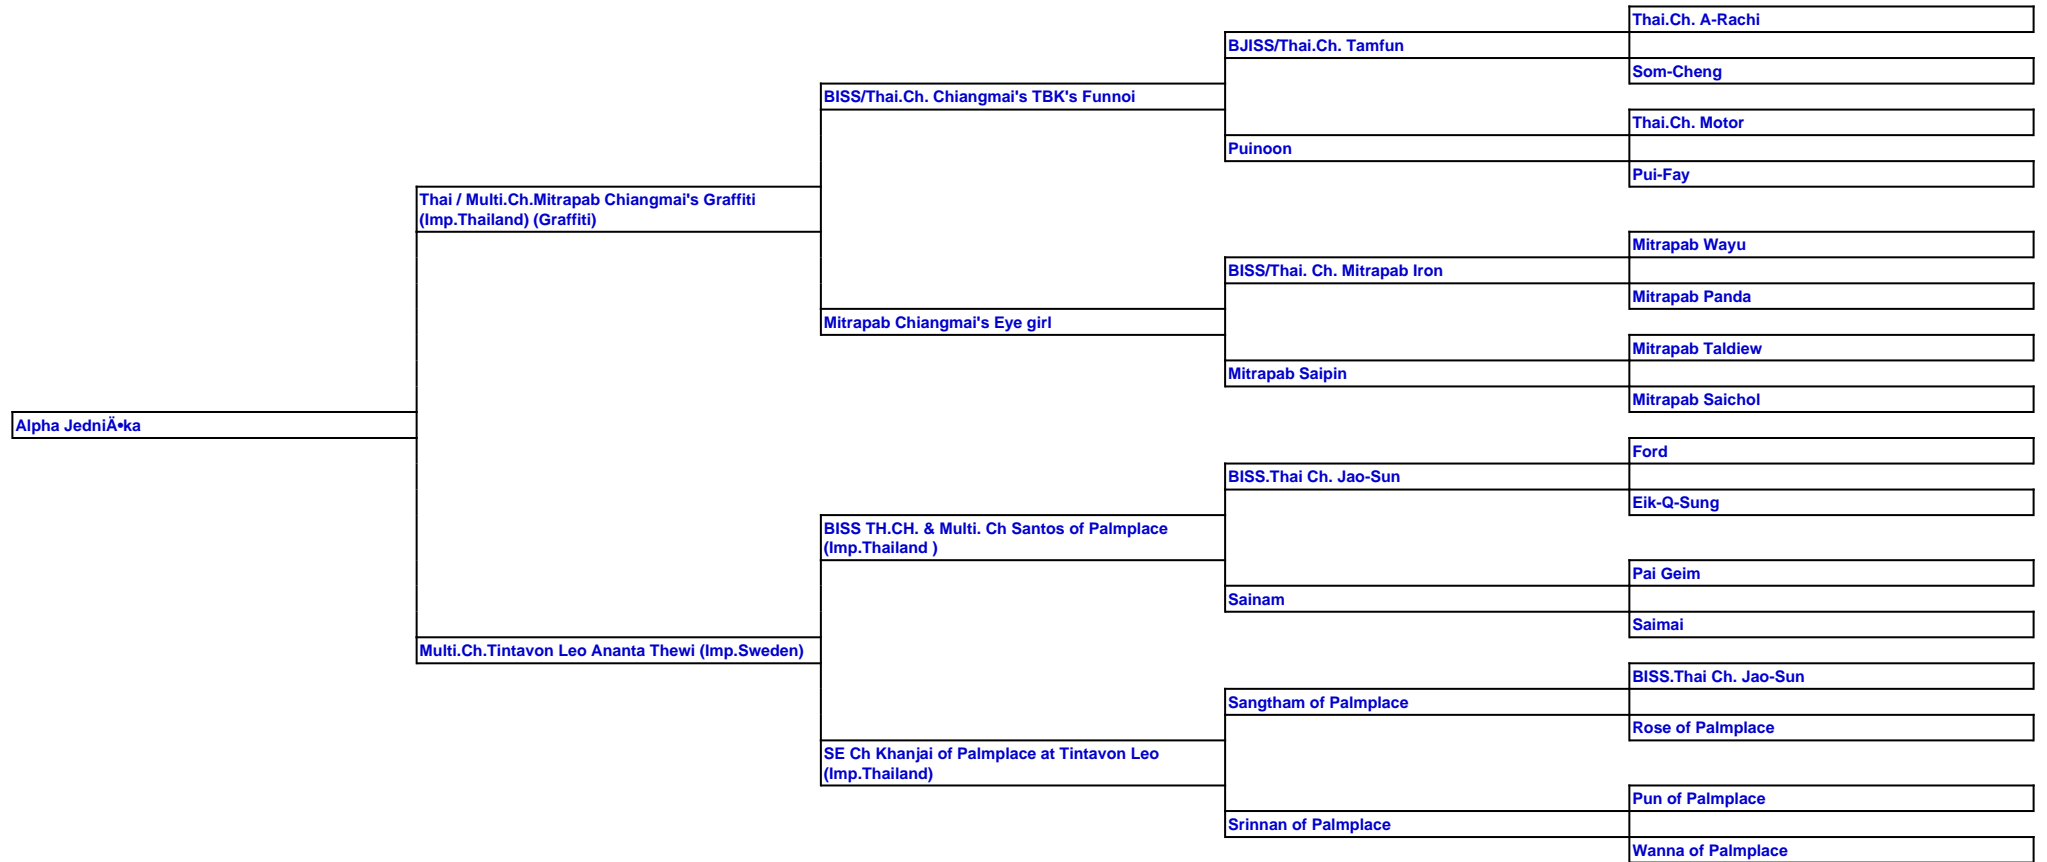 Thai.Ch. A-Rachi
BJISS/Thai.Ch. Tamfun
Som-Cheng
BISS/Thai.Ch. Chiangmai's TBK's Funnoi
Thai.Ch. Motor
Puinoon
Pui-Fay
Thai / Multi.Ch.Mitrapab Chiangmai's Graffiti
(Imp.Thailand) (Graffiti)
Mitrapab Wayu
BISS/Thai. Ch. Mitrapab Iron
Mitrapab Panda
Mitrapab Chiangmai's Eye girl
Mitrapab Taldiew
Mitrapab Saipin
Mitrapab Saichol
Alpha JedniÄ•ka
Ford
BISS.Thai Ch. Jao-Sun
Eik-Q-Sung
BISS TH.CH. & Multi. Ch Santos of Palmplace
(Imp.Thailand )
Pai Geim
Sainam
Saimai
Multi.Ch.Tintavon Leo Ananta Thewi (Imp.Sweden)
BISS.Thai Ch. Jao-Sun
Sangtham of Palmplace
Rose of Palmplace
SE Ch Khanjai of Palmplace at Tintavon Leo
(Imp.Thailand)
Pun of Palmplace
Srinnan of Palmplace
Wanna of Palmplace